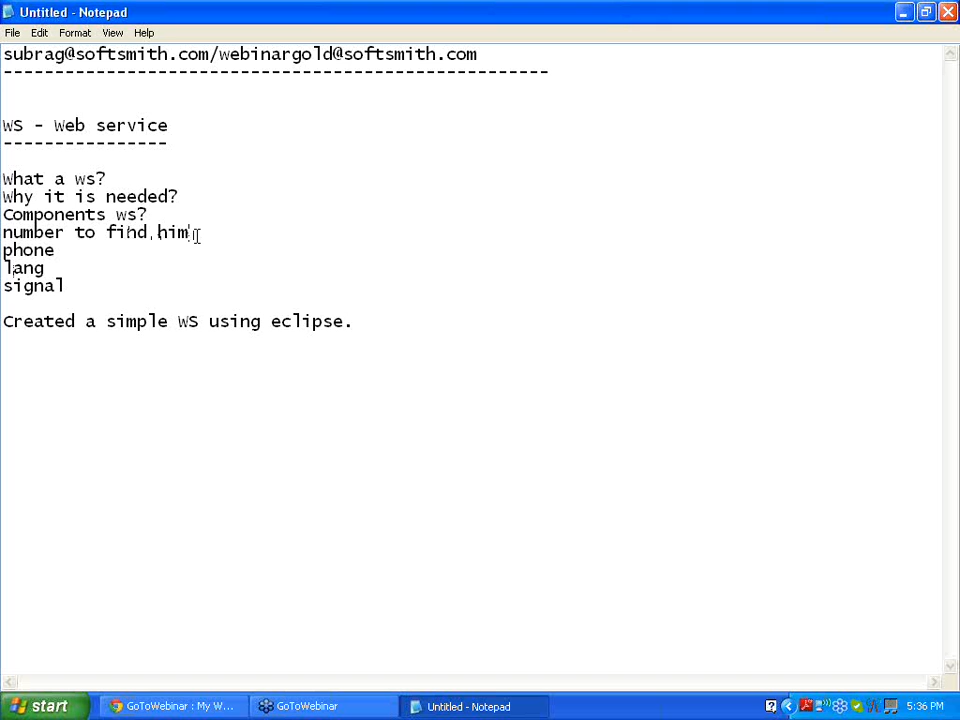 Untitled - Notepad
File Edit Format View Help
subrag@softsmith.com/webinargold@softsmith.com
-----------------------------------------------------
WS - Web service
----------------
What a ws?
Why it is needed?
Components ws?
number to find him
phone
lang
signal
Created a simple WS using eclipse.
start GoToWebinar : My W... GoToWebinar Untitled - Notepad 5:36 PM